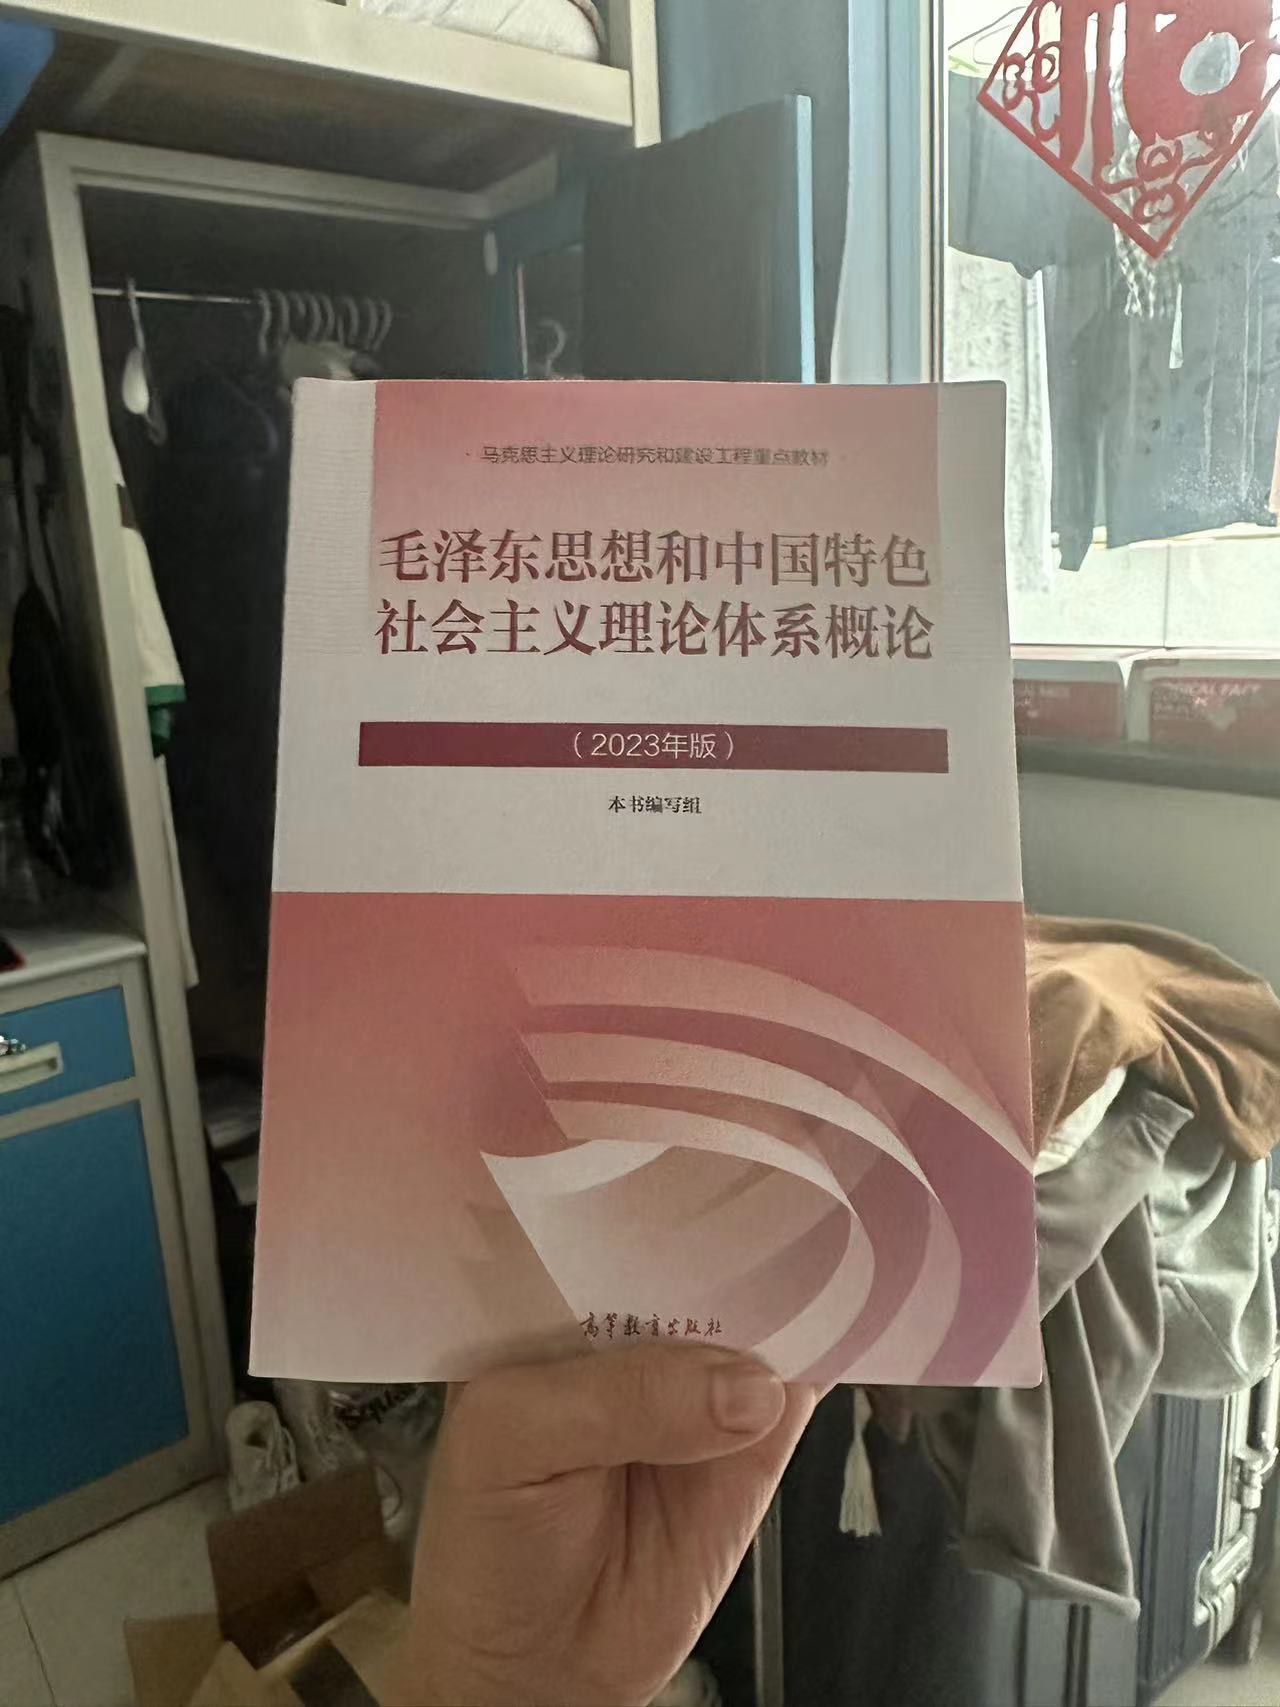 马克思主义理论研究和建设工程重点教材
毛泽东思想和中国特色
社会主义理论体系概论
（2023年版）
本书编写组
高等教育出版社